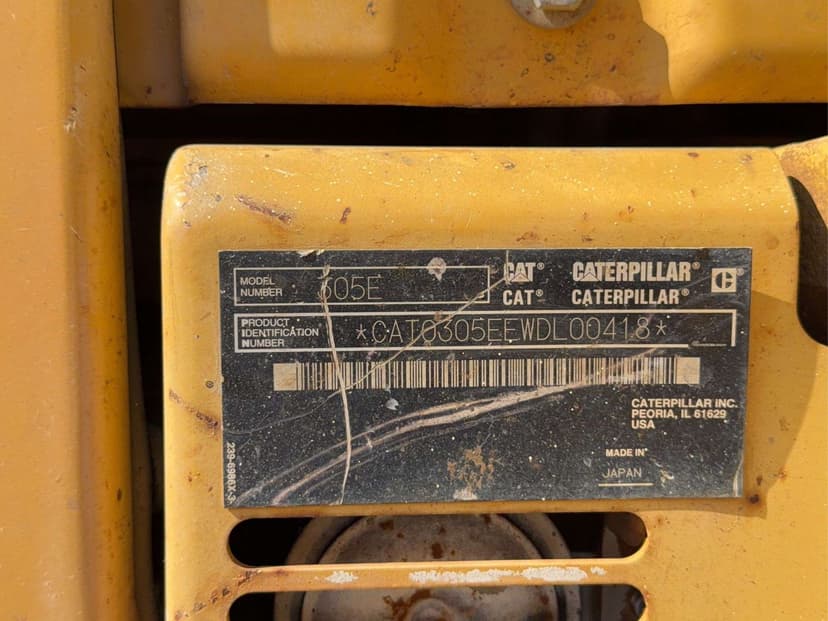 MODEL NUMBER 305E
CAT® CATERPILLAR® C®
CAT® CATERPILLAR®
PRODUCT IDENTIFICATION NUMBER *CAT0305EEWDL00418*
CATERPILLAR INC.
PEORIA, IL 61629
USA
MADE IN
JAPAN